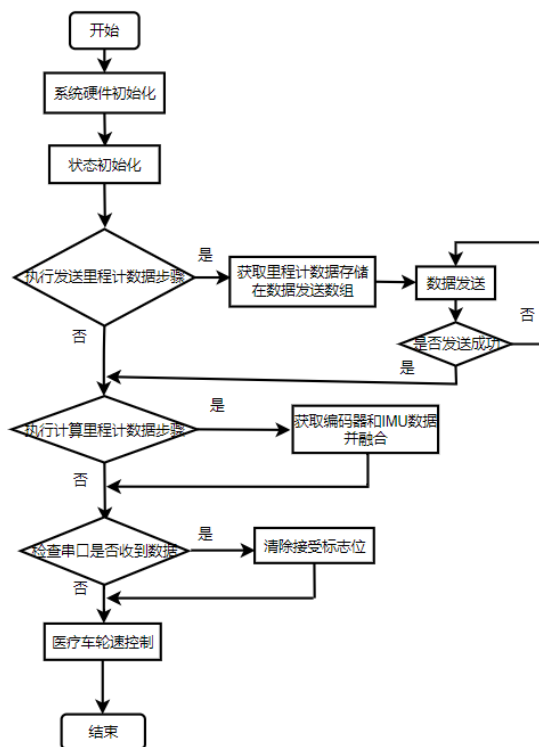 开始
系统硬件初始化
状态初始化
执行发送里程计数据步骤
是
获取里程计数据存储
在数据发送数组
数据发送
否
是否发送成功
否
是
执行计算里程计数据步骤
是
获取编码器和IMU数据
并融合
否
检查串口是否收到数据
是
清除接受标志位
否
医疗车轮速控制
结束